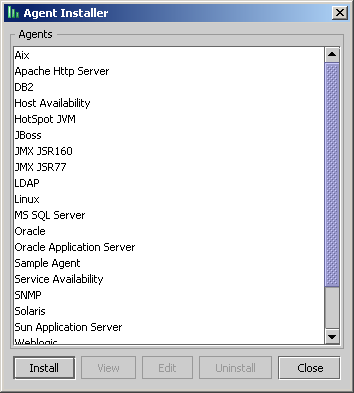 Agent Installer
Agents
Aix
Apache Http Server
DB2
Host Availability
HotSpot JVM
JBoss
JMX JSR160
JMX JSR77
LDAP
Linux
MS SQL Server
Oracle
Oracle Application Server
Sample Agent
Service Availability
SNMP
Solaris
Sun Application Server
Weblogic
Install View Edit Uninstall Close